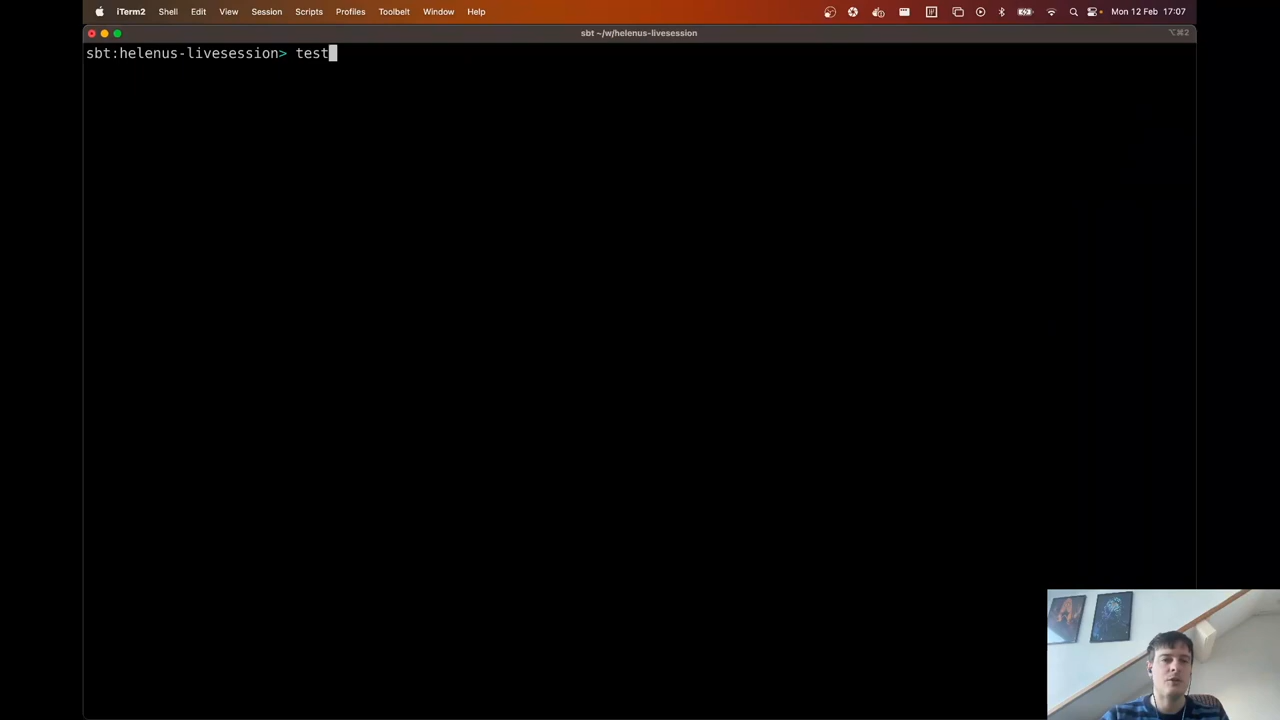 iTerm2 Shell Edit View Session Scripts Profiles Toolbelt Window Help Mon 12 Feb 17:07
sbt ~/w/helenus-livesession ⌥⌘2
sbt:helenus-livesession> test